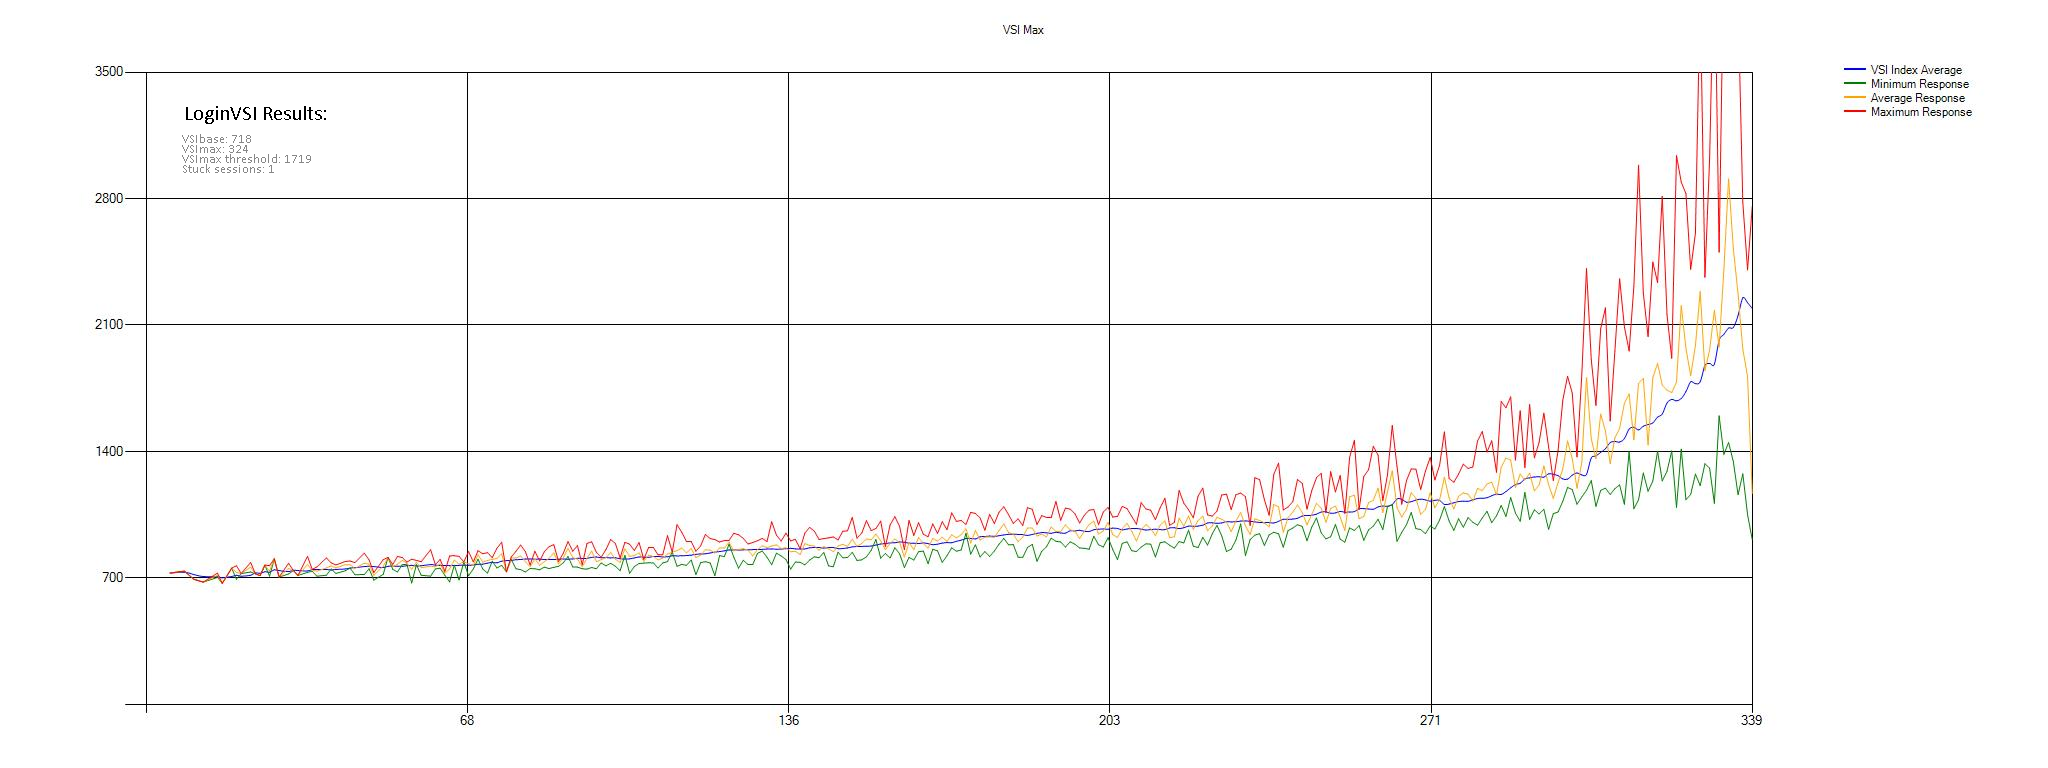 VSI Max
3500
2800
2100
1400
700
LoginVSI Results:
VSIbase: 718
VSImax: 324
VSImax threshold: 1719
Stuck sessions: 1
VSI Index Average
Minimum Response
Average Response
Maximum Response
68
136
203
271
339